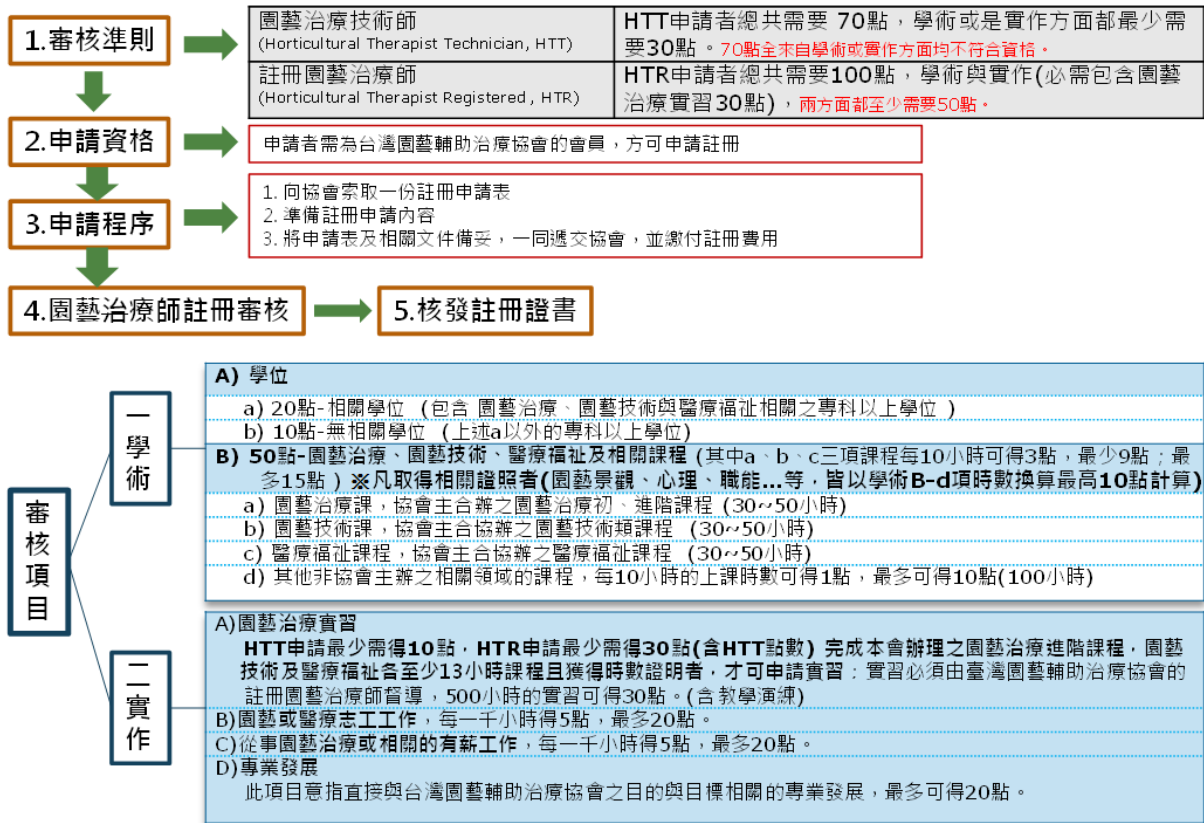 1.審核準則
園藝治療技術師
(Horticultural Therapist Technician, HTT)
HTT申請者總共需要 70點，學術或是實作方面都最少需
要30點。70點全來自學術或實作方面均不符合資格。
註冊園藝治療師
(Horticultural Therapist Registered , HTR)
HTR申請者總共需要100點，學術與實作(必需包含園藝
治療實習30點)，兩方面都至少需要50點。
2.申請資格
申請者需為台灣園藝輔助治療協會的會員，方可申請註冊
3.申請程序
1. 向協會索取一份註冊申請表
2. 準備註冊申請內容
3. 將申請表及相關文件備妥，一同遞交協會，並繳付註冊費用
4.園藝治療師註冊審核
5.核發註冊證書
審核項目
一學術
A) 學位
a) 20點-相關學位 (包含 園藝治療、園藝技術與醫療福祉相關之專科以上學位 )
b) 10點-無相關學位 (上述a以外的專科以上學位)
B) 50點-園藝治療、園藝技術、醫療福祉及相關課程 (其中a、b、c三項課程每10小時可得3點，最少9點；最
多15點 ) ※凡取得相關證照者(園藝景觀、心理、職能...等，皆以學術B-d項時數換算最高10點計算)
a) 園藝治療課，協會主合辦之園藝治療初、進階課程 (30~50小時)
b) 園藝技術課，協會主合協辦之園藝技術類課程 (30~50小時)
c) 醫療福祉課程，協會主合協辦之醫療福祉課程 (30~50小時)
d) 其他非協會主辦之相關領域的課程，每10小時的上課時數可得1點，最多可得10點(100小時)
二實作
A)園藝治療實習
HTT申請最少需得10點，HTR申請最少需得30點(含HTT點數) 完成本會辦理之園藝治療進階課程，園藝
技術及醫療福祉各至少13小時課程且獲得時數證明者，才可申請實習；實習必須由臺灣園藝輔助治療協會的
註冊園藝治療師督導，500小時的實習可得30點。(含教學演練)
B)園藝或醫療志工工作，每一千小時得5點，最多20點。
C)從事園藝治療或相關的有薪工作，每一千小時得5點，最多20點。
D)專業發展
此項目意指直接與台灣園藝輔助治療協會之目的與目標相關的專業發展，最多可得20點。